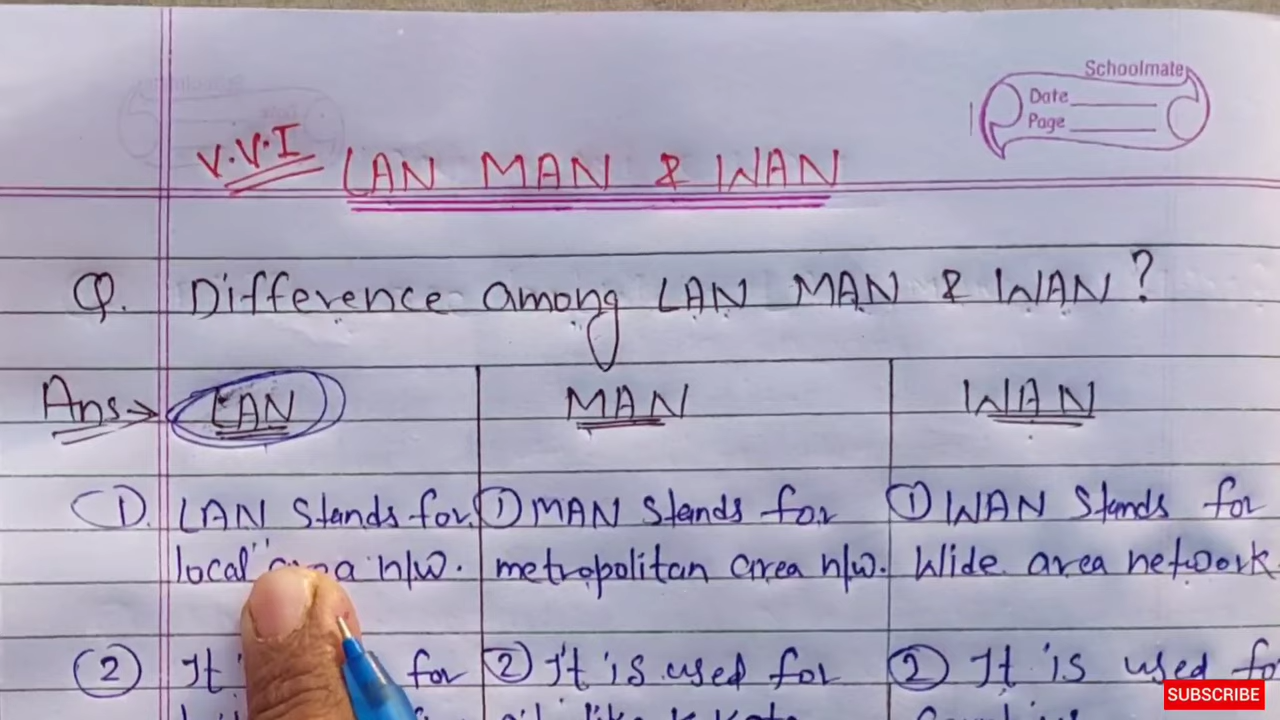 Schoolmate
Date
Page
V.V.I LAN MAN & WAN
Q. Difference among LAN MAN & WAN?
Ans→ LAN MAN WAN
1. LAN Stands for ① MAN Stands for ① WAN Stands for
local area n/w. metropolitan area n/w. Wide area network.
② It for ② It is used for ② It is used
SUBSCRIBE